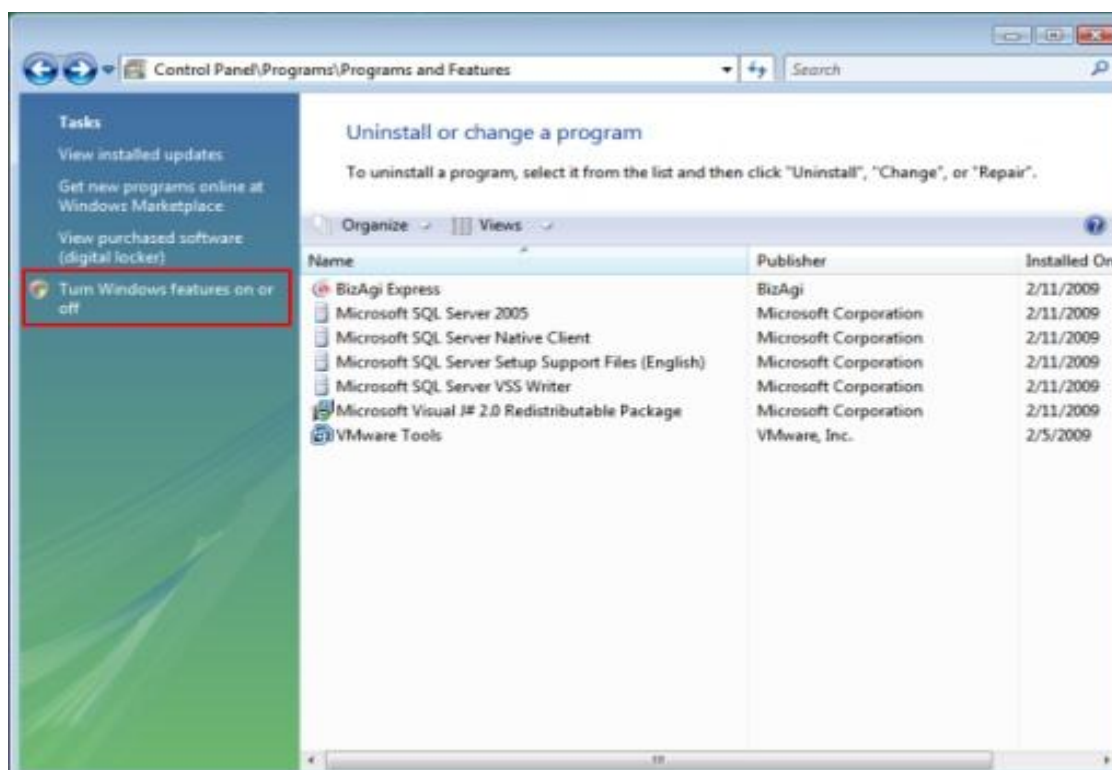 Control Panel\Programs\Programs and Features
Search
Tasks
View installed updates
Get new programs online at
Windows Marketplace
View purchased software
(digital locker)
Turn Windows features on or
off
Uninstall or change a program
To uninstall a program, select it from the list and then click "Uninstall", "Change", or "Repair".
Organize Views
Name Publisher Installed On
BizAgi Express BizAgi 2/11/2009
Microsoft SQL Server 2005 Microsoft Corporation 2/11/2009
Microsoft SQL Server Native Client Microsoft Corporation 2/11/2009
Microsoft SQL Server Setup Support Files (English) Microsoft Corporation 2/11/2009
Microsoft SQL Server VSS Writer Microsoft Corporation 2/11/2009
Microsoft Visual J# 2.0 Redistributable Package Microsoft Corporation 2/11/2009
VMware Tools VMware, Inc. 2/5/2009